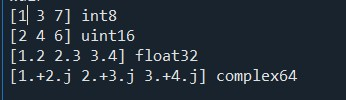 [1 3 7] int8
[2 4 6] uint16
[1.2 2.3 3.4] float32
[1.+2.j 2.+3.j 3.+4.j] complex64